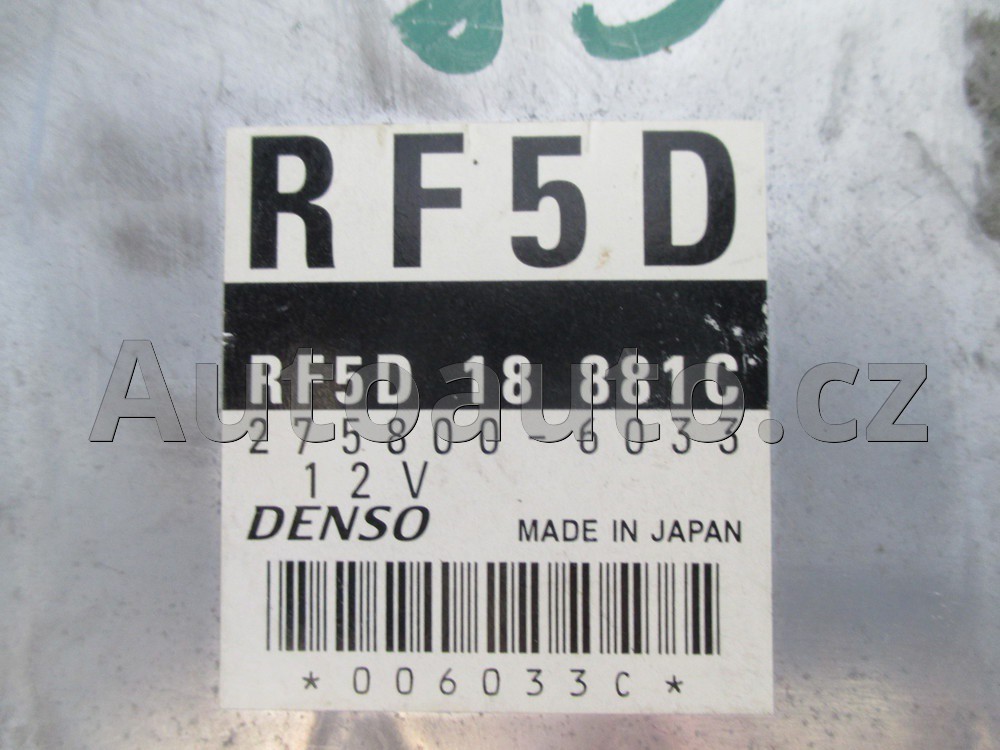 RF5D
RF5D 18 881C
Autoauto.cz
275800-6033
12V
DENSO MADE IN JAPAN
*006033C*